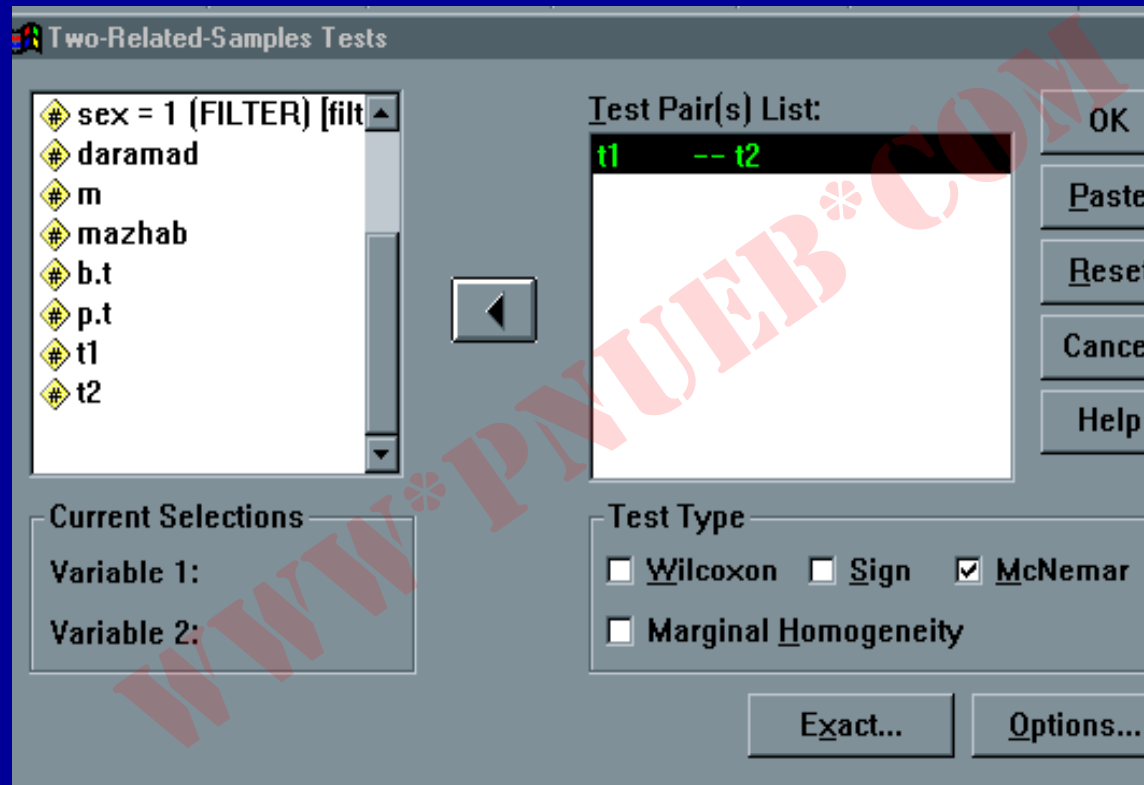 Two-Related-Samples Tests
sex = 1 (FILTER) [filt
daramad
m
mazhab
b.t
p.t
t1
t2
Test Pair(s) List:
t1 -- t2
OK
Paste
Reset
Cance
Help
Current Selections
Variable 1:
Variable 2:
Test Type
Wilcoxon Sign McNemar
Marginal Homogeneity
Exact... Options...
WWW*PNUEB*COM